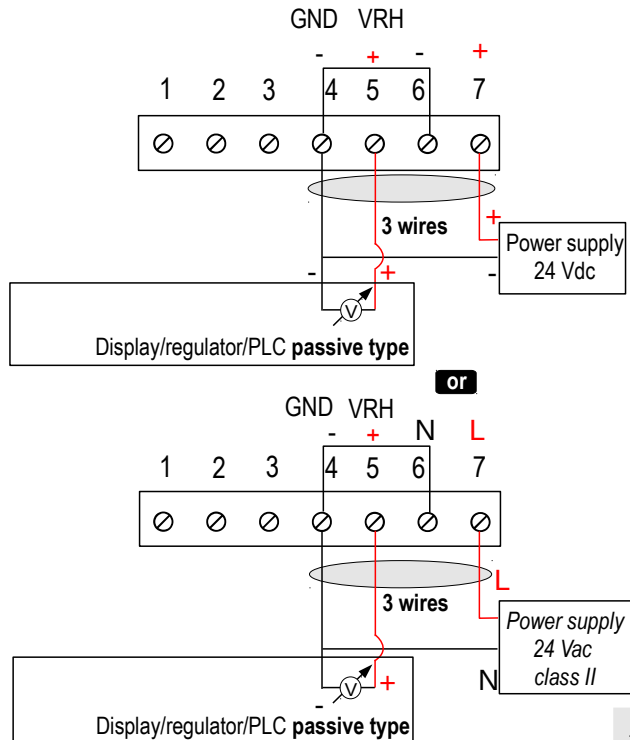 GND VRH
- + - +
1 2 3 4 5 6 7
3 wires
+
Power supply
24 Vdc
-
- +
V
Display/regulator/PLC passive type
or
GND VRH
- + N L
1 2 3 4 5 6 7
L
3 wires
Power supply
24 Vac
class II
N
- +
V
Display/regulator/PLC passive type